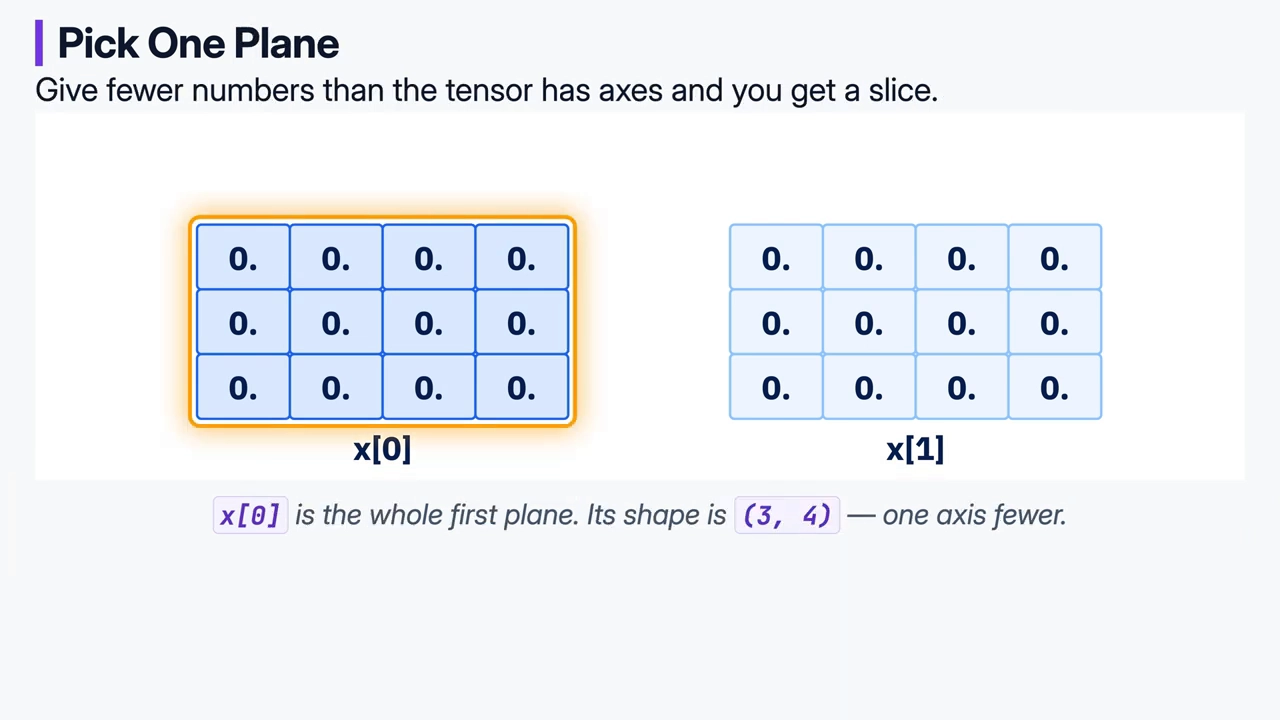 Pick One Plane
Give fewer numbers than the tensor has axes and you get a slice.
0. 0. 0. 0. 0. 0. 0. 0.
0. 0. 0. 0. 0. 0. 0. 0.
0. 0. 0. 0. 0. 0. 0. 0.
x[0] x[1]
x[0] is the whole first plane. Its shape is (3, 4) — one axis fewer.